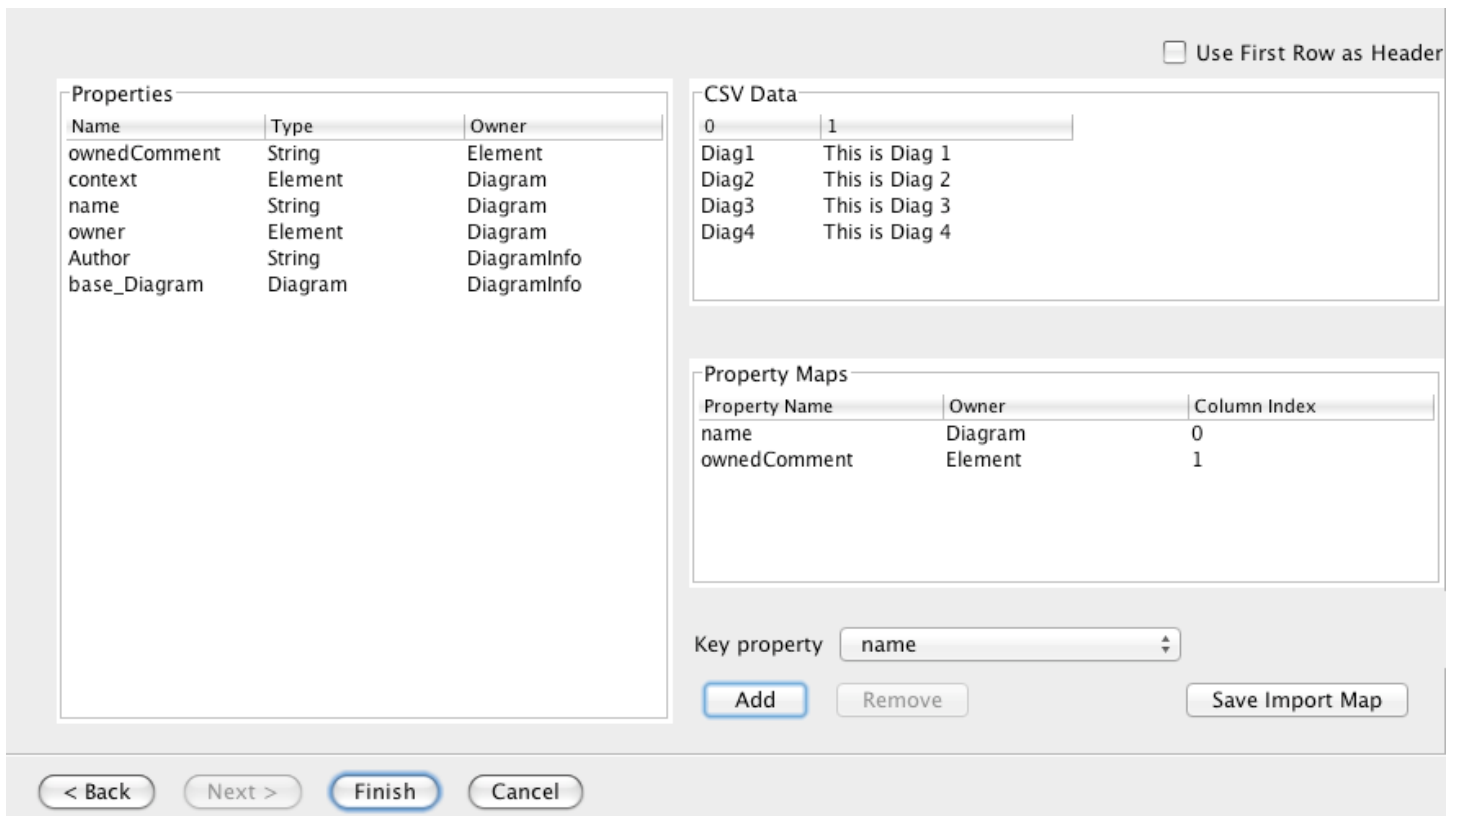 Use First Row as Header
Properties
Name Type Owner
ownedComment String Element
context Element Diagram
name String Diagram
owner Element Diagram
Author String DiagramInfo
base_Diagram Diagram DiagramInfo
CSV Data
0 1
Diag1 This is Diag 1
Diag2 This is Diag 2
Diag3 This is Diag 3
Diag4 This is Diag 4
Property Maps
Property Name Owner Column Index
name Diagram 0
ownedComment Element 1
Key property name
Add Remove Save Import Map
< Back Next > Finish Cancel